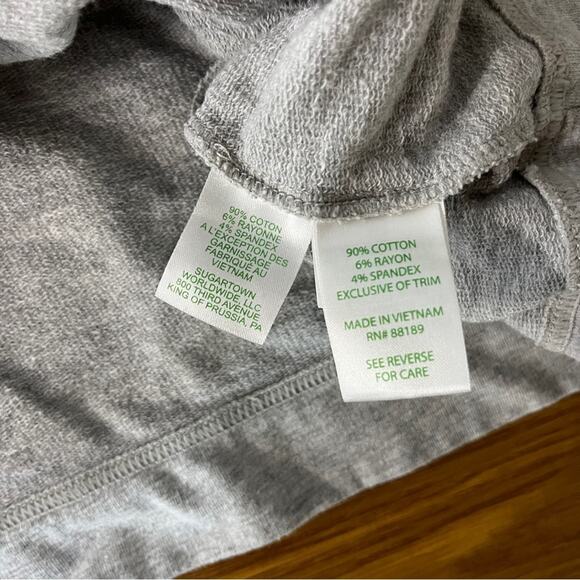 90% COTON
6% RAYONNE
4% SPANDEX
A L'EXCEPTION DES
GARNISSAGE
FABRIQUE AU
VIETNAM
SUGARTOWN
WORLDWIDE, LLC
800 THIRD AVENUE
KING OF PRUSSIA, PA
90% COTTON
6% RAYON
4% SPANDEX
EXCLUSIVE OF TRIM
MADE IN VIETNAM
RN# 88189
SEE REVERSE
FOR CARE